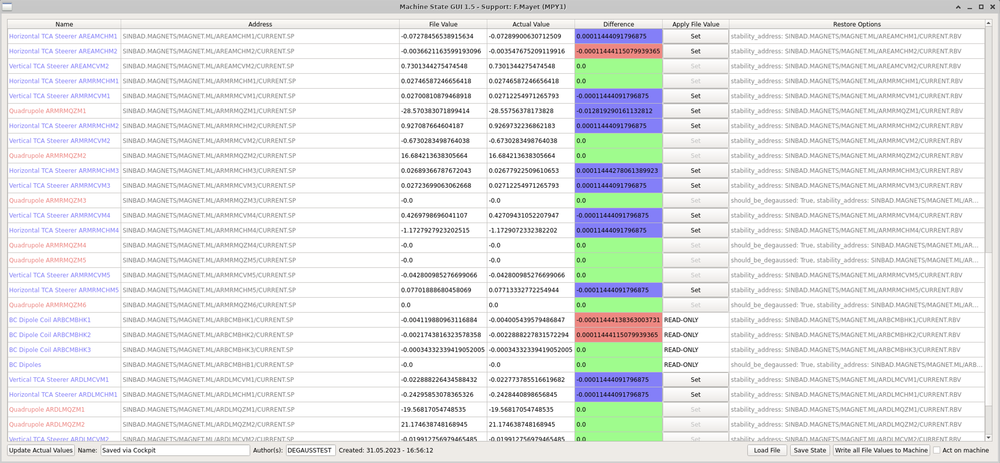 Machine State GUI 1.5 - Support: F.Mayet (MPY1)
Name Address File Value Actual Value Difference Apply File Value Restore Options
Horizontal TCA Steerer AREAMCHM1 SINBAD.MAGNETS/MAGNET.ML/AREAMCHM1/CURRENT.SP -0.07278456538915634 -0.07289900630712509 0.00011444091796875 Set stability_address: SINBAD.MAGNETS/MAGNET.ML/AREAMCHM1/CURRENT.RBV
Horizontal TCA Steerer AREAMCHM2 SINBAD.MAGNETS/MAGNET.ML/AREAMCHM2/CURRENT.SP -0.0036621163599193096 -0.0035476752091199​16 -0.00011444115079939365 Set stability_address: SINBAD.MAGNETS/MAGNET.ML/AREAMCHM2/CURRENT.RBV
Vertical TCA Steerer AREAMCVM2 SINBAD.MAGNETS/MAGNET.ML/AREAMCVM2/CURRENT.SP 0.7301344275474548 0.7301344275474548 0.0 Set stability_address: SINBAD.MAGNETS/MAGNET.ML/AREAMCVM2/CURRENT.RBV
Horizontal TCA Steerer ARMRMCHM1 SINBAD.MAGNETS/MAGNET.ML/ARMRMCHM1/CURRENT.SP 0.02746587246656418 0.02746587246656418 0.0 Set stability_address: SINBAD.MAGNETS/MAGNET.ML/ARMRMCHM1/CURRENT.RBV
Vertical TCA Steerer ARMRMCVM1 SINBAD.MAGNETS/MAGNET.ML/ARMRMCVM1/CURRENT.SP 0.02700810879468918 0.02712254971265793 -0.00011444091796875 Set stability_address: SINBAD.MAGNETS/MAGNET.ML/ARMRMCVM1/CURRENT.RBV
Quadrupole ARMRMQZM1 SINBAD.MAGNETS/MAGNET.ML/ARMRMQZM1/CURRENT.SP -28.570383071899414 -28.55756378173828 -0.012819290161132812 Set stability_address: SINBAD.MAGNETS/MAGNET.ML/ARMRMQZM1/CURRENT.RBV
Horizontal TCA Steerer ARMRMCHM2 SINBAD.MAGNETS/MAGNET.ML/ARMRMCHM2/CURRENT.SP 0.927087664604187 0.9269732236862183 0.00011444091796875 Set stability_address: SINBAD.MAGNETS/MAGNET.ML/ARMRMCHM2/CURRENT.RBV
Vertical TCA Steerer ARMRMCVM2 SINBAD.MAGNETS/MAGNET.ML/ARMRMCVM2/CURRENT.SP -0.6730283498764038 -0.6730283498764038 0.0 Set stability_address: SINBAD.MAGNETS/MAGNET.ML/ARMRMCVM2/CURRENT.RBV
Quadrupole ARMRMQZM2 SINBAD.MAGNETS/MAGNET.ML/ARMRMQZM2/CURRENT.SP 16.684213638305664 16.684213638305664 0.0 Set stability_address: SINBAD.MAGNETS/MAGNET.ML/ARMRMQZM2/CURRENT.RBV
Horizontal TCA Steerer ARMRMCHM3 SINBAD.MAGNETS/MAGNET.ML/ARMRMCHM3/CURRENT.SP 0.02689366787672043 0.02677922509610653 0.00011444278061389923 Set stability_address: SINBAD.MAGNETS/MAGNET.ML/ARMRMCHM3/CURRENT.RBV
Vertical TCA Steerer ARMRMCVM3 SINBAD.MAGNETS/MAGNET.ML/ARMRMCVM3/CURRENT.SP 0.02723699063062668 0.02712254971265793 0.00011444091796875 Set stability_address: SINBAD.MAGNETS/MAGNET.ML/ARMRMCVM3/CURRENT.RBV
Quadrupole ARMRMQZM3 SINBAD.MAGNETS/MAGNET.ML/ARMRMQZM3/CURRENT.SP -0.0 -0.0 0.0 Set should_be_degaussed: True, stability_address: SINBAD.MAGNETS/MAGNET.ML/AR...
Vertical TCA Steerer ARMRMCVM4 SINBAD.MAGNETS/MAGNET.ML/ARMRMCVM4/CURRENT.SP 0.4269798696041107 0.42709431052207947 -0.00011444091796875 Set stability_address: SINBAD.MAGNETS/MAGNET.ML/ARMRMCVM4/CURRENT.RBV
Horizontal TCA Steerer ARMRMCHM4 SINBAD.MAGNETS/MAGNET.ML/ARMRMCHM4/CURRENT.SP -1.1727927923202515 -1.1729072332382202 0.00011444091796875 Set stability_address: SINBAD.MAGNETS/MAGNET.ML/ARMRMCHM4/CURRENT.RBV
Quadrupole ARMRMQZM4 SINBAD.MAGNETS/MAGNET.ML/ARMRMQZM4/CURRENT.SP -0.0 -0.0 0.0 Set should_be_degaussed: True, stability_address: SINBAD.MAGNETS/MAGNET.ML/AR...
Quadrupole ARMRMQZM5 SINBAD.MAGNETS/MAGNET.ML/ARMRMQZM5/CURRENT.SP -0.0 -0.0 0.0 Set should_be_degaussed: True, stability_address: SINBAD.MAGNETS/MAGNET.ML/AR...
Vertical TCA Steerer ARMRMCVM5 SINBAD.MAGNETS/MAGNET.ML/ARMRMCVM5/CURRENT.SP -0.042800985276699066 -0.042800985276699066 0.0 Set stability_address: SINBAD.MAGNETS/MAGNET.ML/ARMRMCVM5/CURRENT.RBV
Horizontal TCA Steerer ARMRMCHM5 SINBAD.MAGNETS/MAGNET.ML/ARMRMCHM5/CURRENT.SP 0.07701888680458069 0.07713332772254944 -0.00011444091796875 Set stability_address: SINBAD.MAGNETS/MAGNET.ML/ARMRMCHM5/CURRENT.RBV
Quadrupole ARMRMQZM6 SINBAD.MAGNETS/MAGNET.ML/ARMRMQZM6/CURRENT.SP 0.0 0.0 0.0 Set should_be_degaussed: True, stability_address: SINBAD.MAGNETS/MAGNET.ML/AR...
BC Dipole Coil ARBCMBHK1 SINBAD.MAGNETS/MAGNET.ML/ARBCMBHK1/CURRENT.SP -0.004119880963116884 -0.004005439579486847 -0.00011444138363003731 READ-ONLY stability_address: SINBAD.MAGNETS/MAGNET.ML/ARBCMBHK1/CURRENT.RBV
BC Dipole Coil ARBCMBHK2 SINBAD.MAGNETS/MAGNET.ML/ARBCMBHK2/CURRENT.SP -0.0021743816323578358 -0.0022888227831572294 0.00011444115079939365 READ-ONLY stability_address: SINBAD.MAGNETS/MAGNET.ML/ARBCMBHK2/CURRENT.RBV
BC Dipole Coil ARBCMBHK3 SINBAD.MAGNETS/MAGNET.ML/ARBCMBHK3/CURRENT.SP -0.00034332339419052005 -0.00034332339419052005 0.0 READ-ONLY stability_address: SINBAD.MAGNETS/MAGNET.ML/ARBCMBHK3/CURRENT.RBV
BC Dipoles SINBAD.MAGNETS/MAGNET.ML/ARBCMBHB1/CURRENT.SP -0.0 -0.0 0.0 READ-ONLY should_be_degaussed: True, stability_address: SINBAD.MAGNETS/MAGNET.ML/ARB...
Vertical TCA Steerer ARDLMCVM1 SINBAD.MAGNETS/MAGNET.ML/ARDLMCVM1/CURRENT.SP -0.022888226434588432 -0.022773785516619682 -0.00011444091796875 Set stability_address: SINBAD.MAGNETS/MAGNET.ML/ARDLMCVM1/CURRENT.RBV
Horizontal TCA Steerer ARDLMCHM1 SINBAD.MAGNETS/MAGNET.ML/ARDLMCHM1/CURRENT.SP -0.24295853078365326 -0.2428440898656845 -0.00011444091796875 Set stability_address: SINBAD.MAGNETS/MAGNET.ML/ARDLMCHM1/CURRENT.RBV
Quadrupole ARDLMQZM1 SINBAD.MAGNETS/MAGNET.ML/ARDLMQZM1/CURRENT.SP -19.56817054748535 -19.56817054748535 0.0 Set stability_address: SINBAD.MAGNETS/MAGNET.ML/ARDLMQZM1/CURRENT.RBV
Quadrupole ARDLMQZM2 SINBAD.MAGNETS/MAGNET.ML/ARDLMQZM2/CURRENT.SP 21.174638748168945 21.174638748168945 0.0 Set stability_address: SINBAD.MAGNETS/MAGNET.ML/ARDLMQZM2/CURRENT.RBV
Vertical TCA Steerer ARDLMCVM2 SINBAD.MAGNETS/MAGNET.ML/ARDLMCVM2/CURRENT.SP -0.019912756979465485 -0.019912756979465485 0.0 Set stability_address: SINBAD.MAGNETS/MAGNET.ML/ARDLMCVM2/CURRENT.RBV
Update Actual Values Name: Saved via Cockpit Author(s): DEGAUSSTEST Created: 31.05.2023 - 16:56:12 Load File Save State Write all File Values to Machine Act on machine